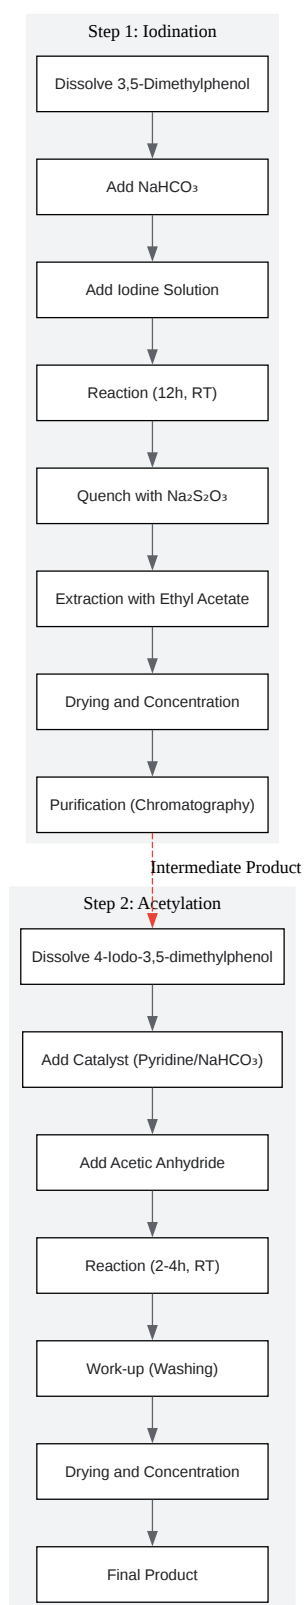 Step 1: Iodination
Dissolve 3,5-Dimethylphenol
Add NaHCO₃
Add Iodine Solution
Reaction (12h, RT)
Quench with Na₂S₂O₃
Extraction with Ethyl Acetate
Drying and Concentration
Purification (Chromatography)
Intermediate Product
Step 2: Acetylation
Dissolve 4-Iodo-3,5-dimethylphenol
Add Catalyst (Pyridine/NaHCO₃)
Add Acetic Anhydride
Reaction (2-4h, RT)
Work-up (Washing)
Drying and Concentration
Final Product